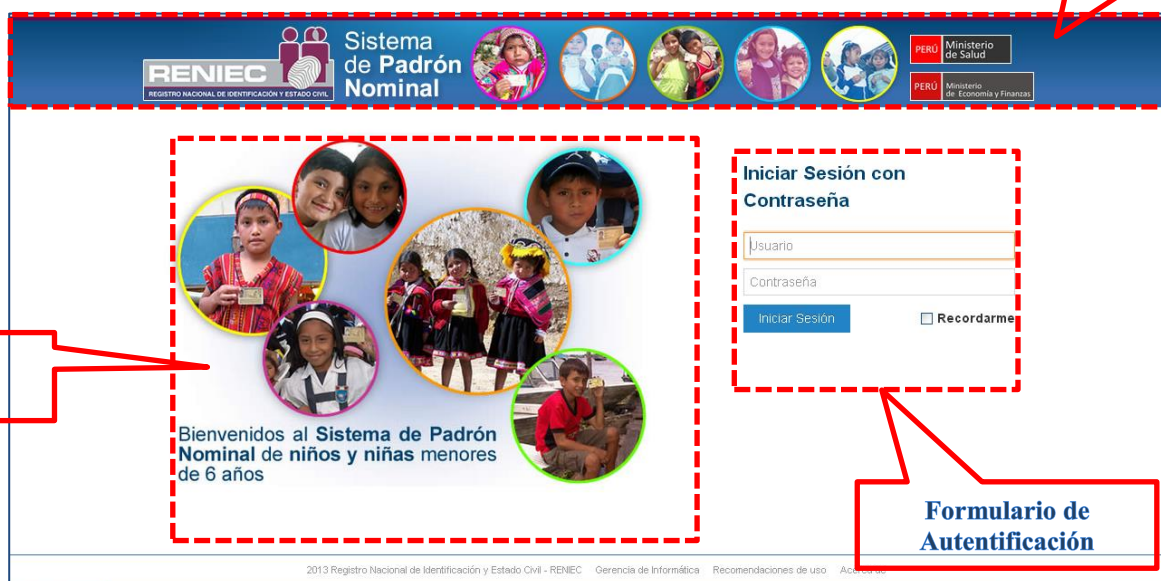 Sistema
de Padrón
Nominal
RENIEC
REGISTRO NACIONAL DE IDENTIFICACIÓN Y ESTADO CIVIL
PERÚ Ministerio
de Salud
PERÚ Ministerio
de Economía y Finanzas
Iniciar Sesión con
Contraseña
Usuario
Contraseña
Iniciar Sesión
Recordarme
Bienvenidos al Sistema de Padrón
Nominal de niños y niñas menores
de 6 años
Formulario de
Autentificación
2013 Registro Nacional de Identificación y Estado Civil - RENIEC Gerencia de Informática Recomendaciones de uso